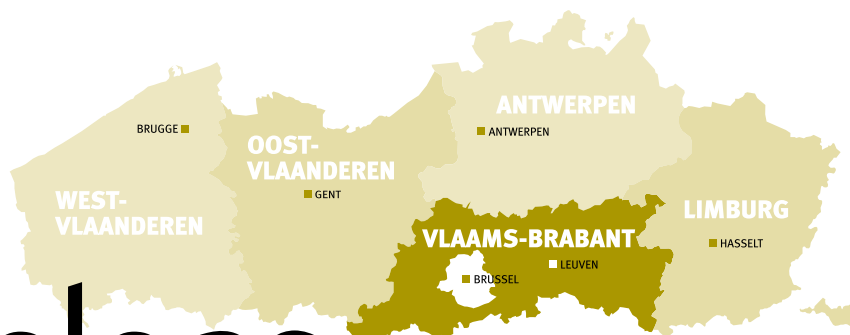 ANTWERPEN
BRUGGE
ANTWERPEN
OOST-
VLAANDEREN
GENT
WEST-
VLAANDEREN
LIMBURG
VLAAMS-BRABANT
HASSELT
LEUVEN
BRUSSEL